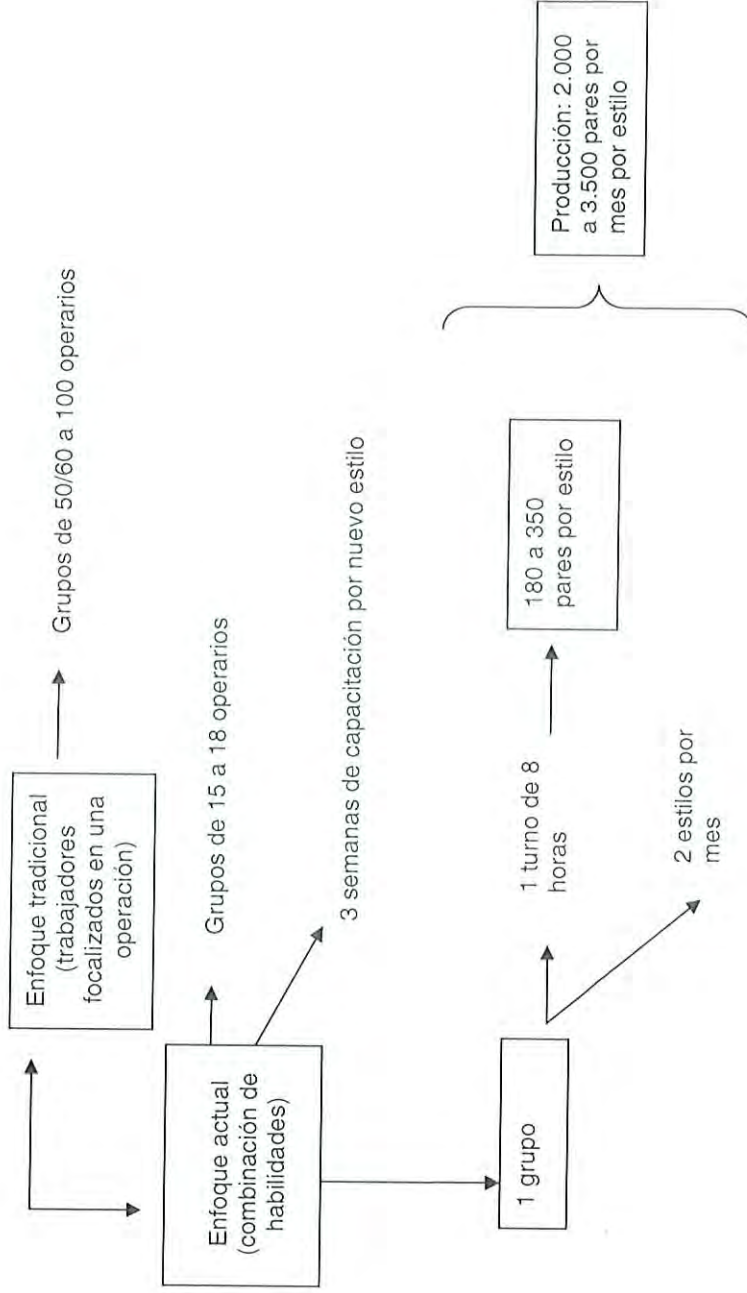 Enfoque tradicional
(trabajadores
focalizados en una
operación)
Grupos de 50/60 a 100 operarios
Enfoque actual
(combinación de
habilidades)
Grupos de 15 a 18 operarios
3 semanas de capacitación por nuevo estilo
1 grupo
1 turno de 8
horas
2 estilos por
mes
180 a 350
pares por estilo
Producción: 2.000
a 3.500 pares por
mes por estilo